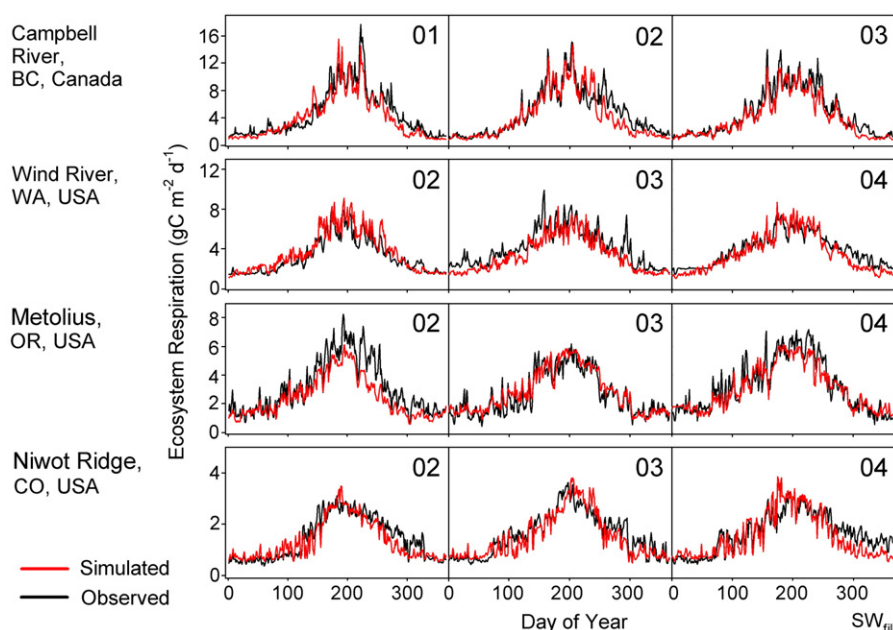 Campbell
River,
BC, Canada
16
12
8
4
0
01
02
03
Wind River,
WA, USA
12
8
4
0
02
03
04
Metolius,
OR, USA
8
6
4
2
0
02
03
04
Niwot Ridge,
CO, USA
4
2
0
02
03
04
Ecosystem Respiration (gC m⁻² d⁻¹)
Simulated
Observed
0 100 200 300 0 100 200 300 0 100 200 300
Day of Year